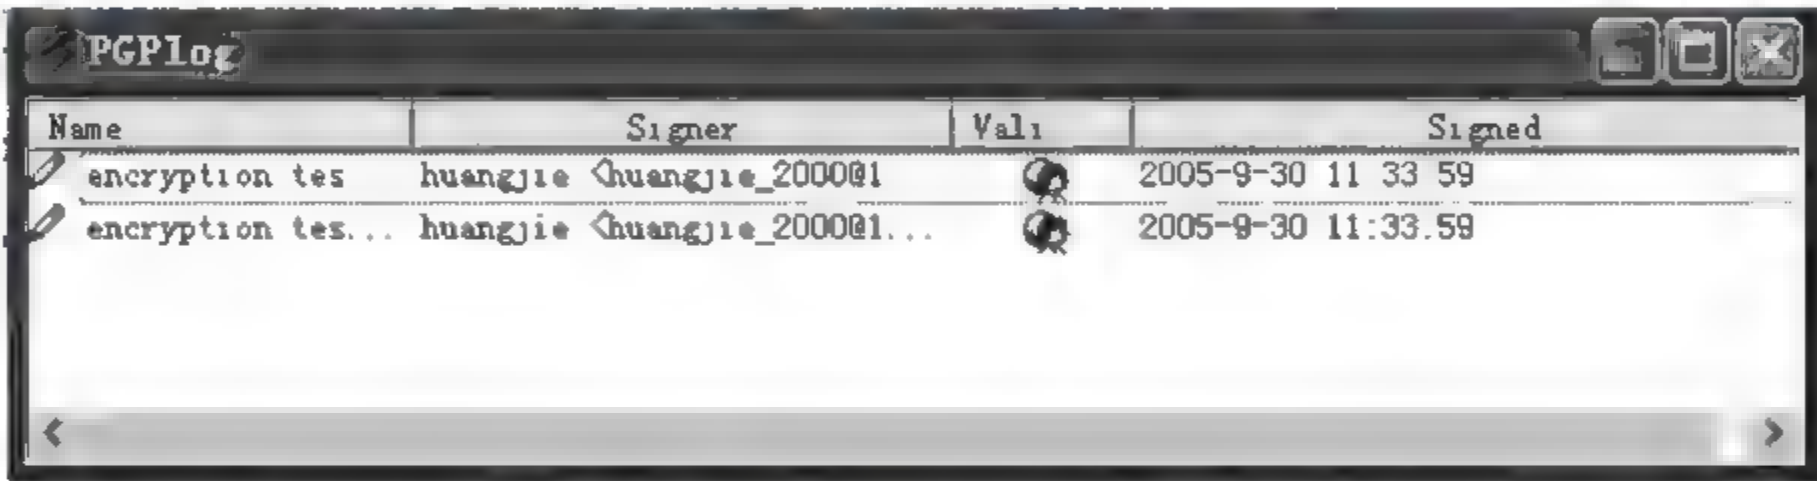 PGPlog
Name Signer Vali Signed
encryption tes huangjie <huangjie_2000@1 2005-9-30 11 33 59
encryption tes... huangjie <huangjie_2000@1... 2005-9-30 11:33.59